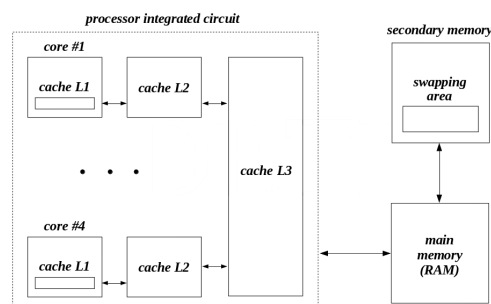 processor integrated circuit
core #1
cache L1
cache L2
core #4
cache L1
cache L2
cache L3
secondary memory
swapping
area
main
memory
(RAM)